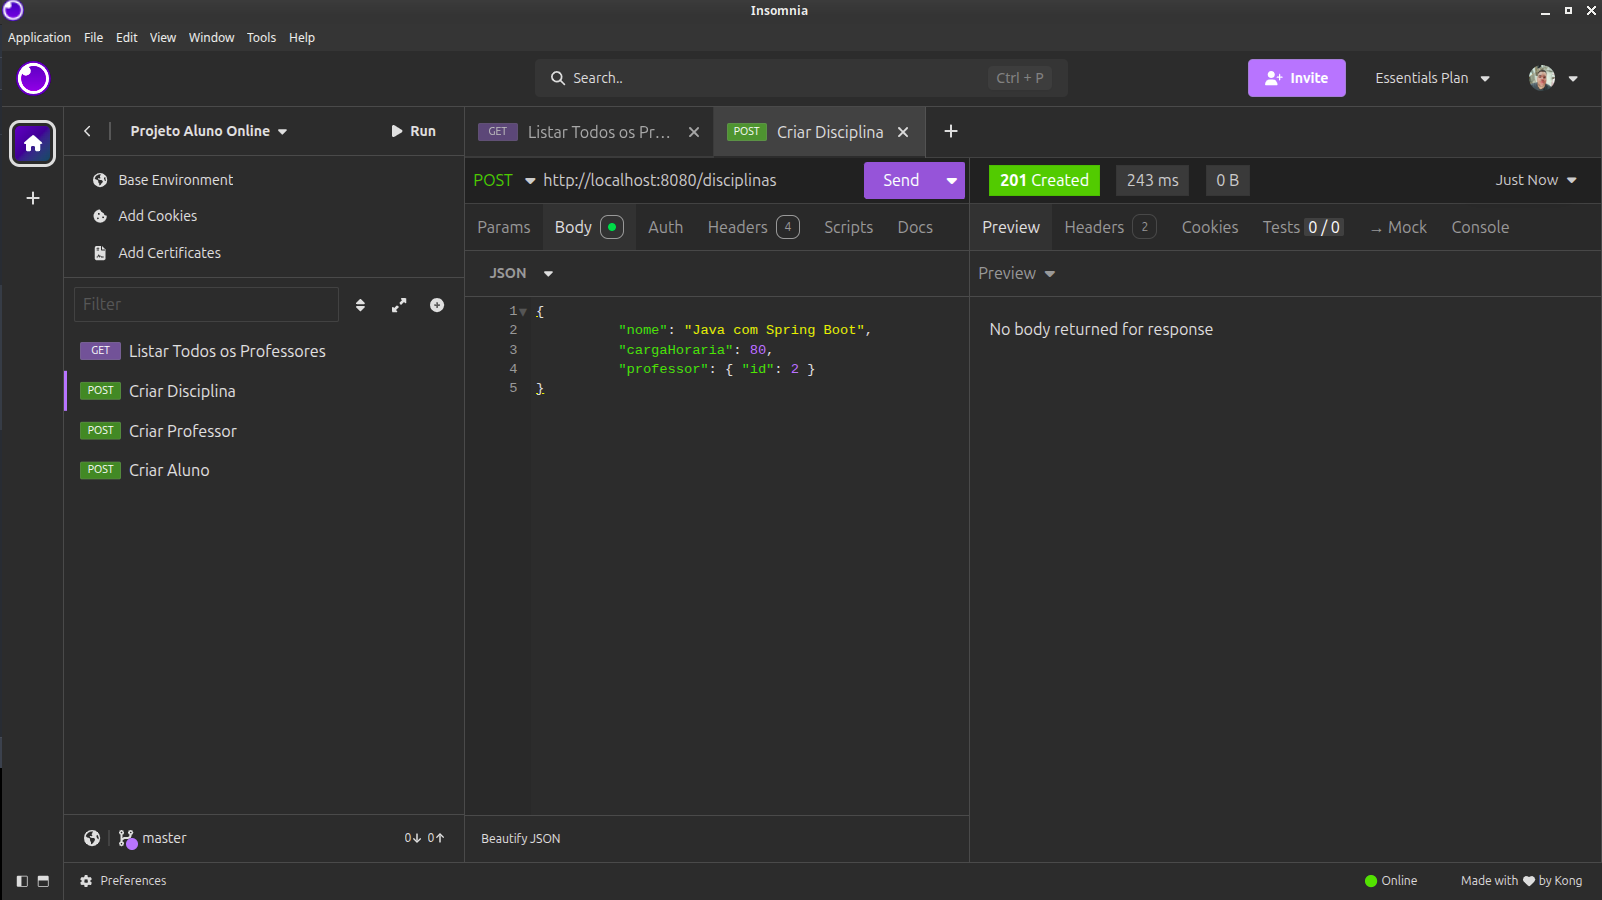 Insomnia
Application File Edit View Window Tools Help
Search.. Ctrl + P
Invite
Essentials Plan
Projeto Aluno Online
Run
GET Listar Todos os Pr...
POST Criar Disciplina
Base Environment
Add Cookies
Add Certificates
Filter
GET Listar Todos os Professores
POST Criar Disciplina
POST Criar Professor
POST Criar Aluno
master
0↓ 0↑
POST http://localhost:8080/disciplinas
Send
Params Body Auth Headers 4 Scripts Docs
JSON
1 {
2 "nome": "Java com Spring Boot",
3 "cargaHoraria": 80,
4 "professor": { "id": 2 }
5 }
Beautify JSON
201 Created 243 ms 0 B
Just Now
Preview Headers 2 Cookies Tests 0 / 0 → Mock Console
Preview
No body returned for response
Preferences
Online
Made with ♥ by Kong